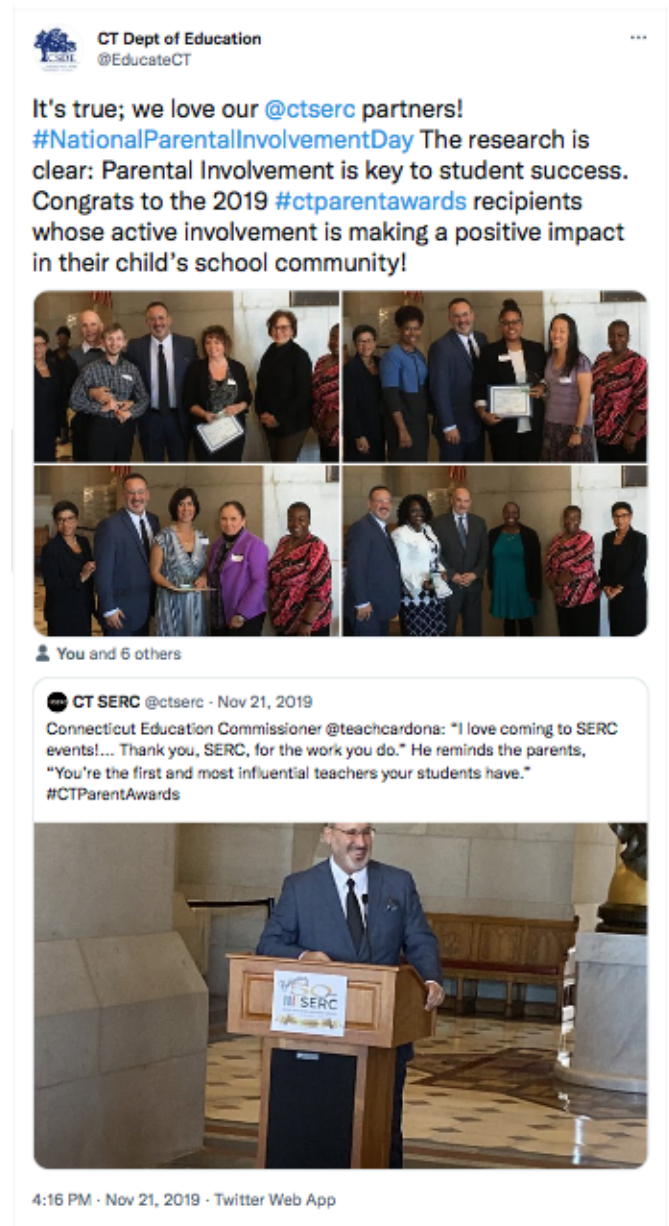 CT Dept of Education
@EducateCT
It's true; we love our @ctserc partners!
#NationalParentalInvolvementDay The research is
clear: Parental Involvement is key to student success.
Congrats to the 2019 #ctparentawards recipients
whose active involvement is making a positive impact
in their child's school community!
You and 6 others
CT SERC @ctserc · Nov 21, 2019
Connecticut Education Commissioner @teachcardona: “I love coming to SERC
events!... Thank you, SERC, for the work you do.” He reminds the parents,
“You're the first and most influential teachers your students have.”
#CTParentAwards
50
SERC
4:16 PM · Nov 21, 2019 · Twitter Web App